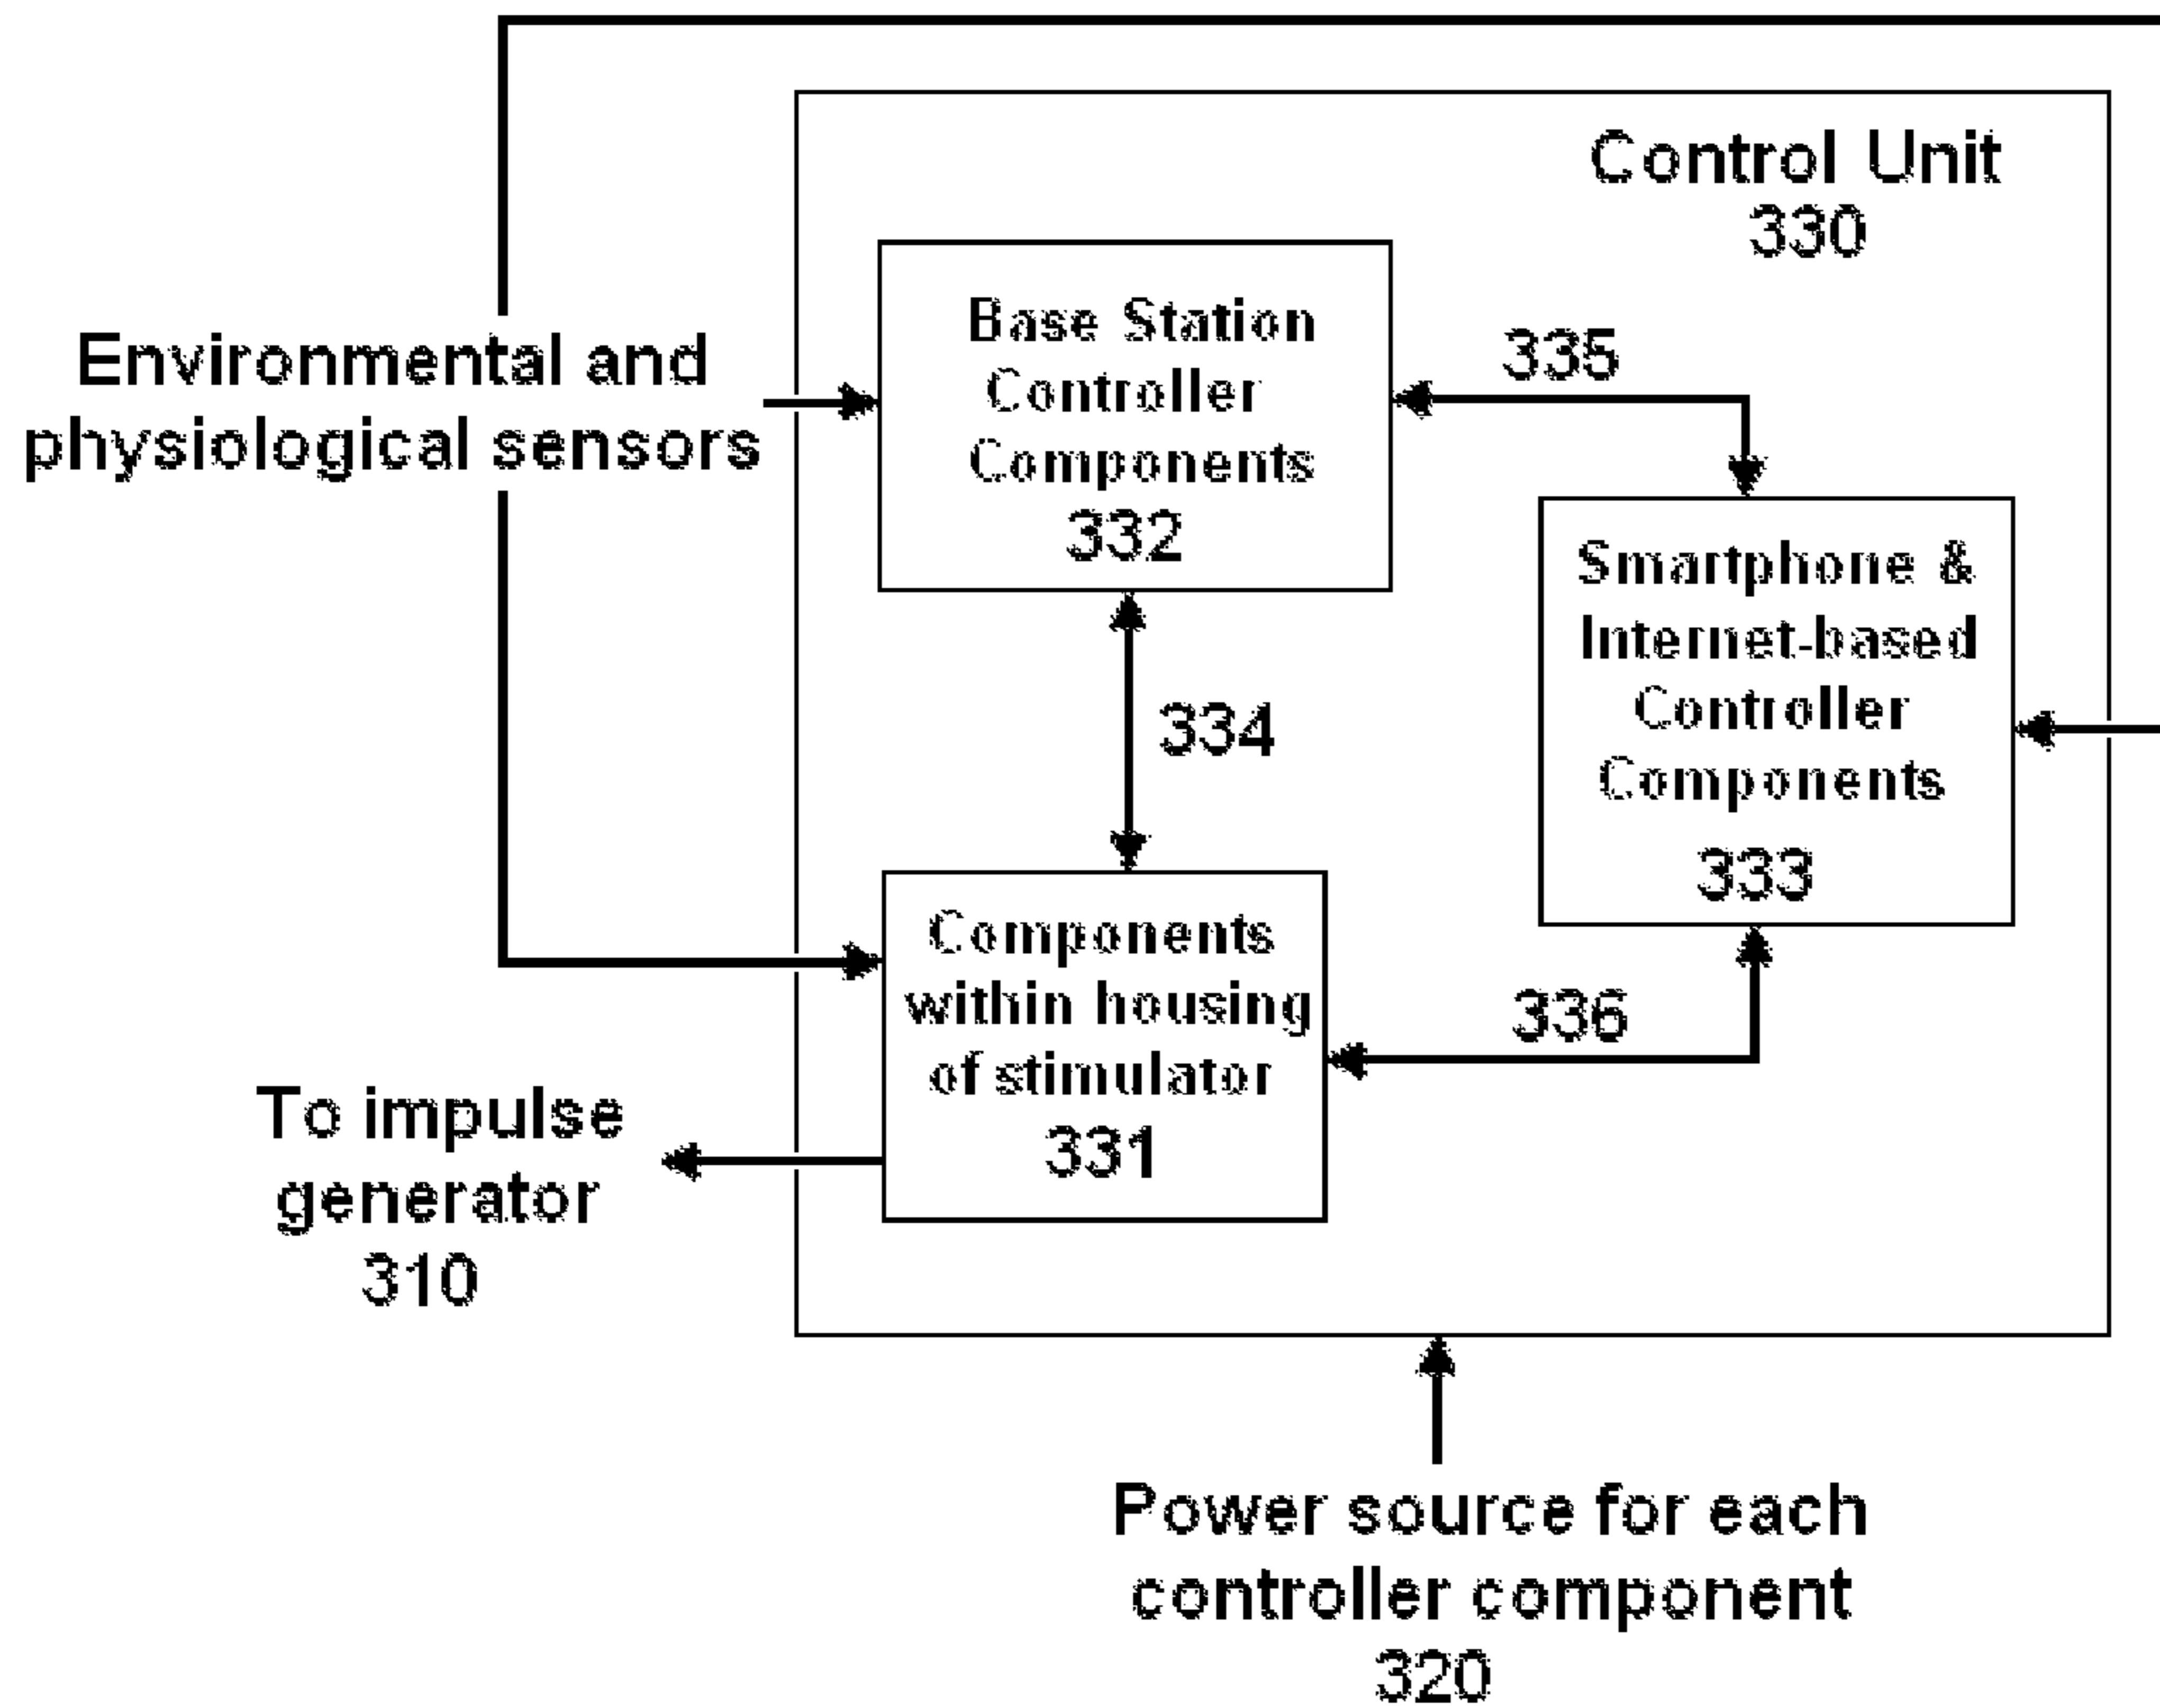 Control Unit
330
Base Station
Controller
Components
332
335
Environmental and
physiological sensors
Smartphone &
Internet-based
Controller
Components
333
334
Components
within housing
of stimulator
331
336
To impulse
generator
310
Power source for each
controller component
320